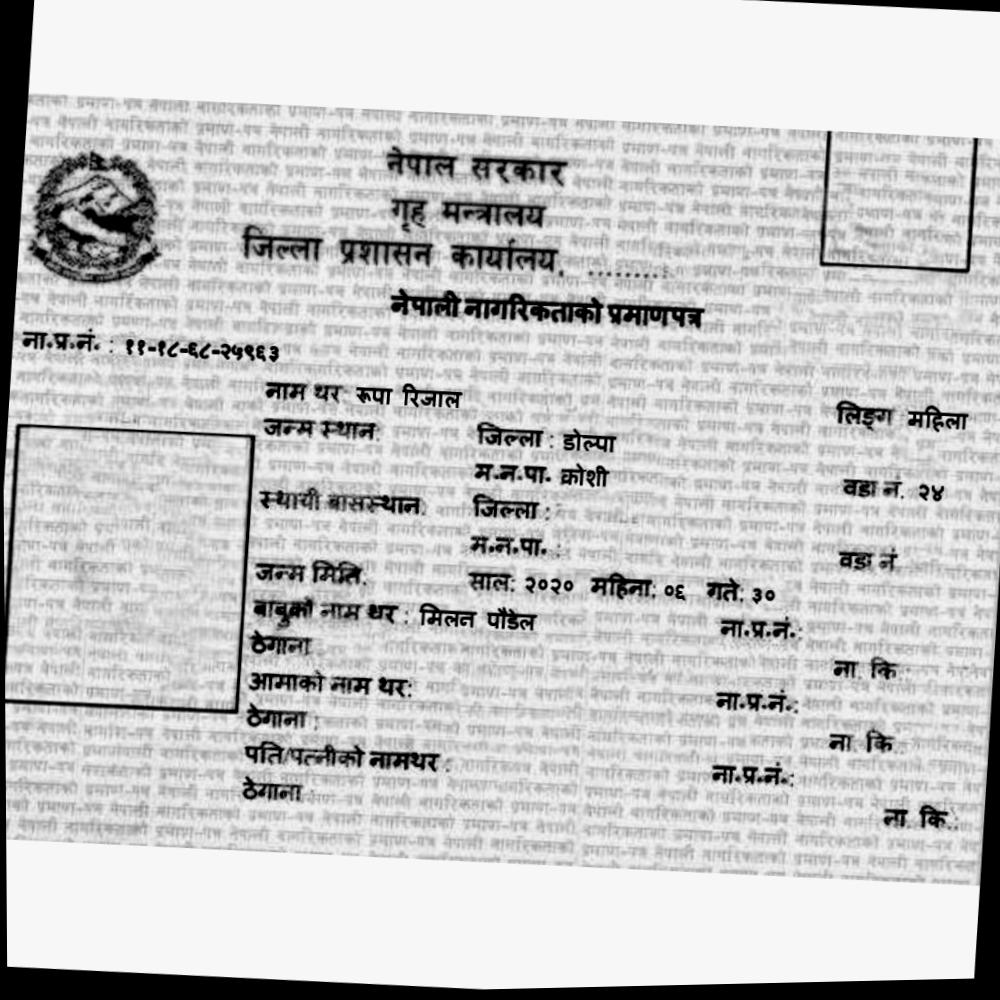 नेपाल सरकार
गृह मन्त्रालय
जिल्ला प्रशासन कार्यालय, .........
नेपाली नागरिकताको प्रमाणपत्र
ना.प्र.नं. : ११-१८-६८-२५९६३
नाम थर: रूपा रिजाल लिङ्ग महिला
जन्म स्थान: जिल्ला : डोल्पा
म.न.पा. क्रोशी वडा नं. २४
स्थायी बासस्थान: जिल्ला :
म.न.पा. : वडा नं.
जन्म मिति: साल: २०२० महिना: ०६ गते: ३०
बाबुको नाम थर : मिलन पौडेल ना.प्र.नं.:
ठेगाना : ना. कि.:
आमाको नाम थर: ना.प्र.नं.:
ठेगाना : ना. कि.:
पति/पत्नीको नामथर : ना.प्र.नं.:
ठेगाना : ना. कि.: